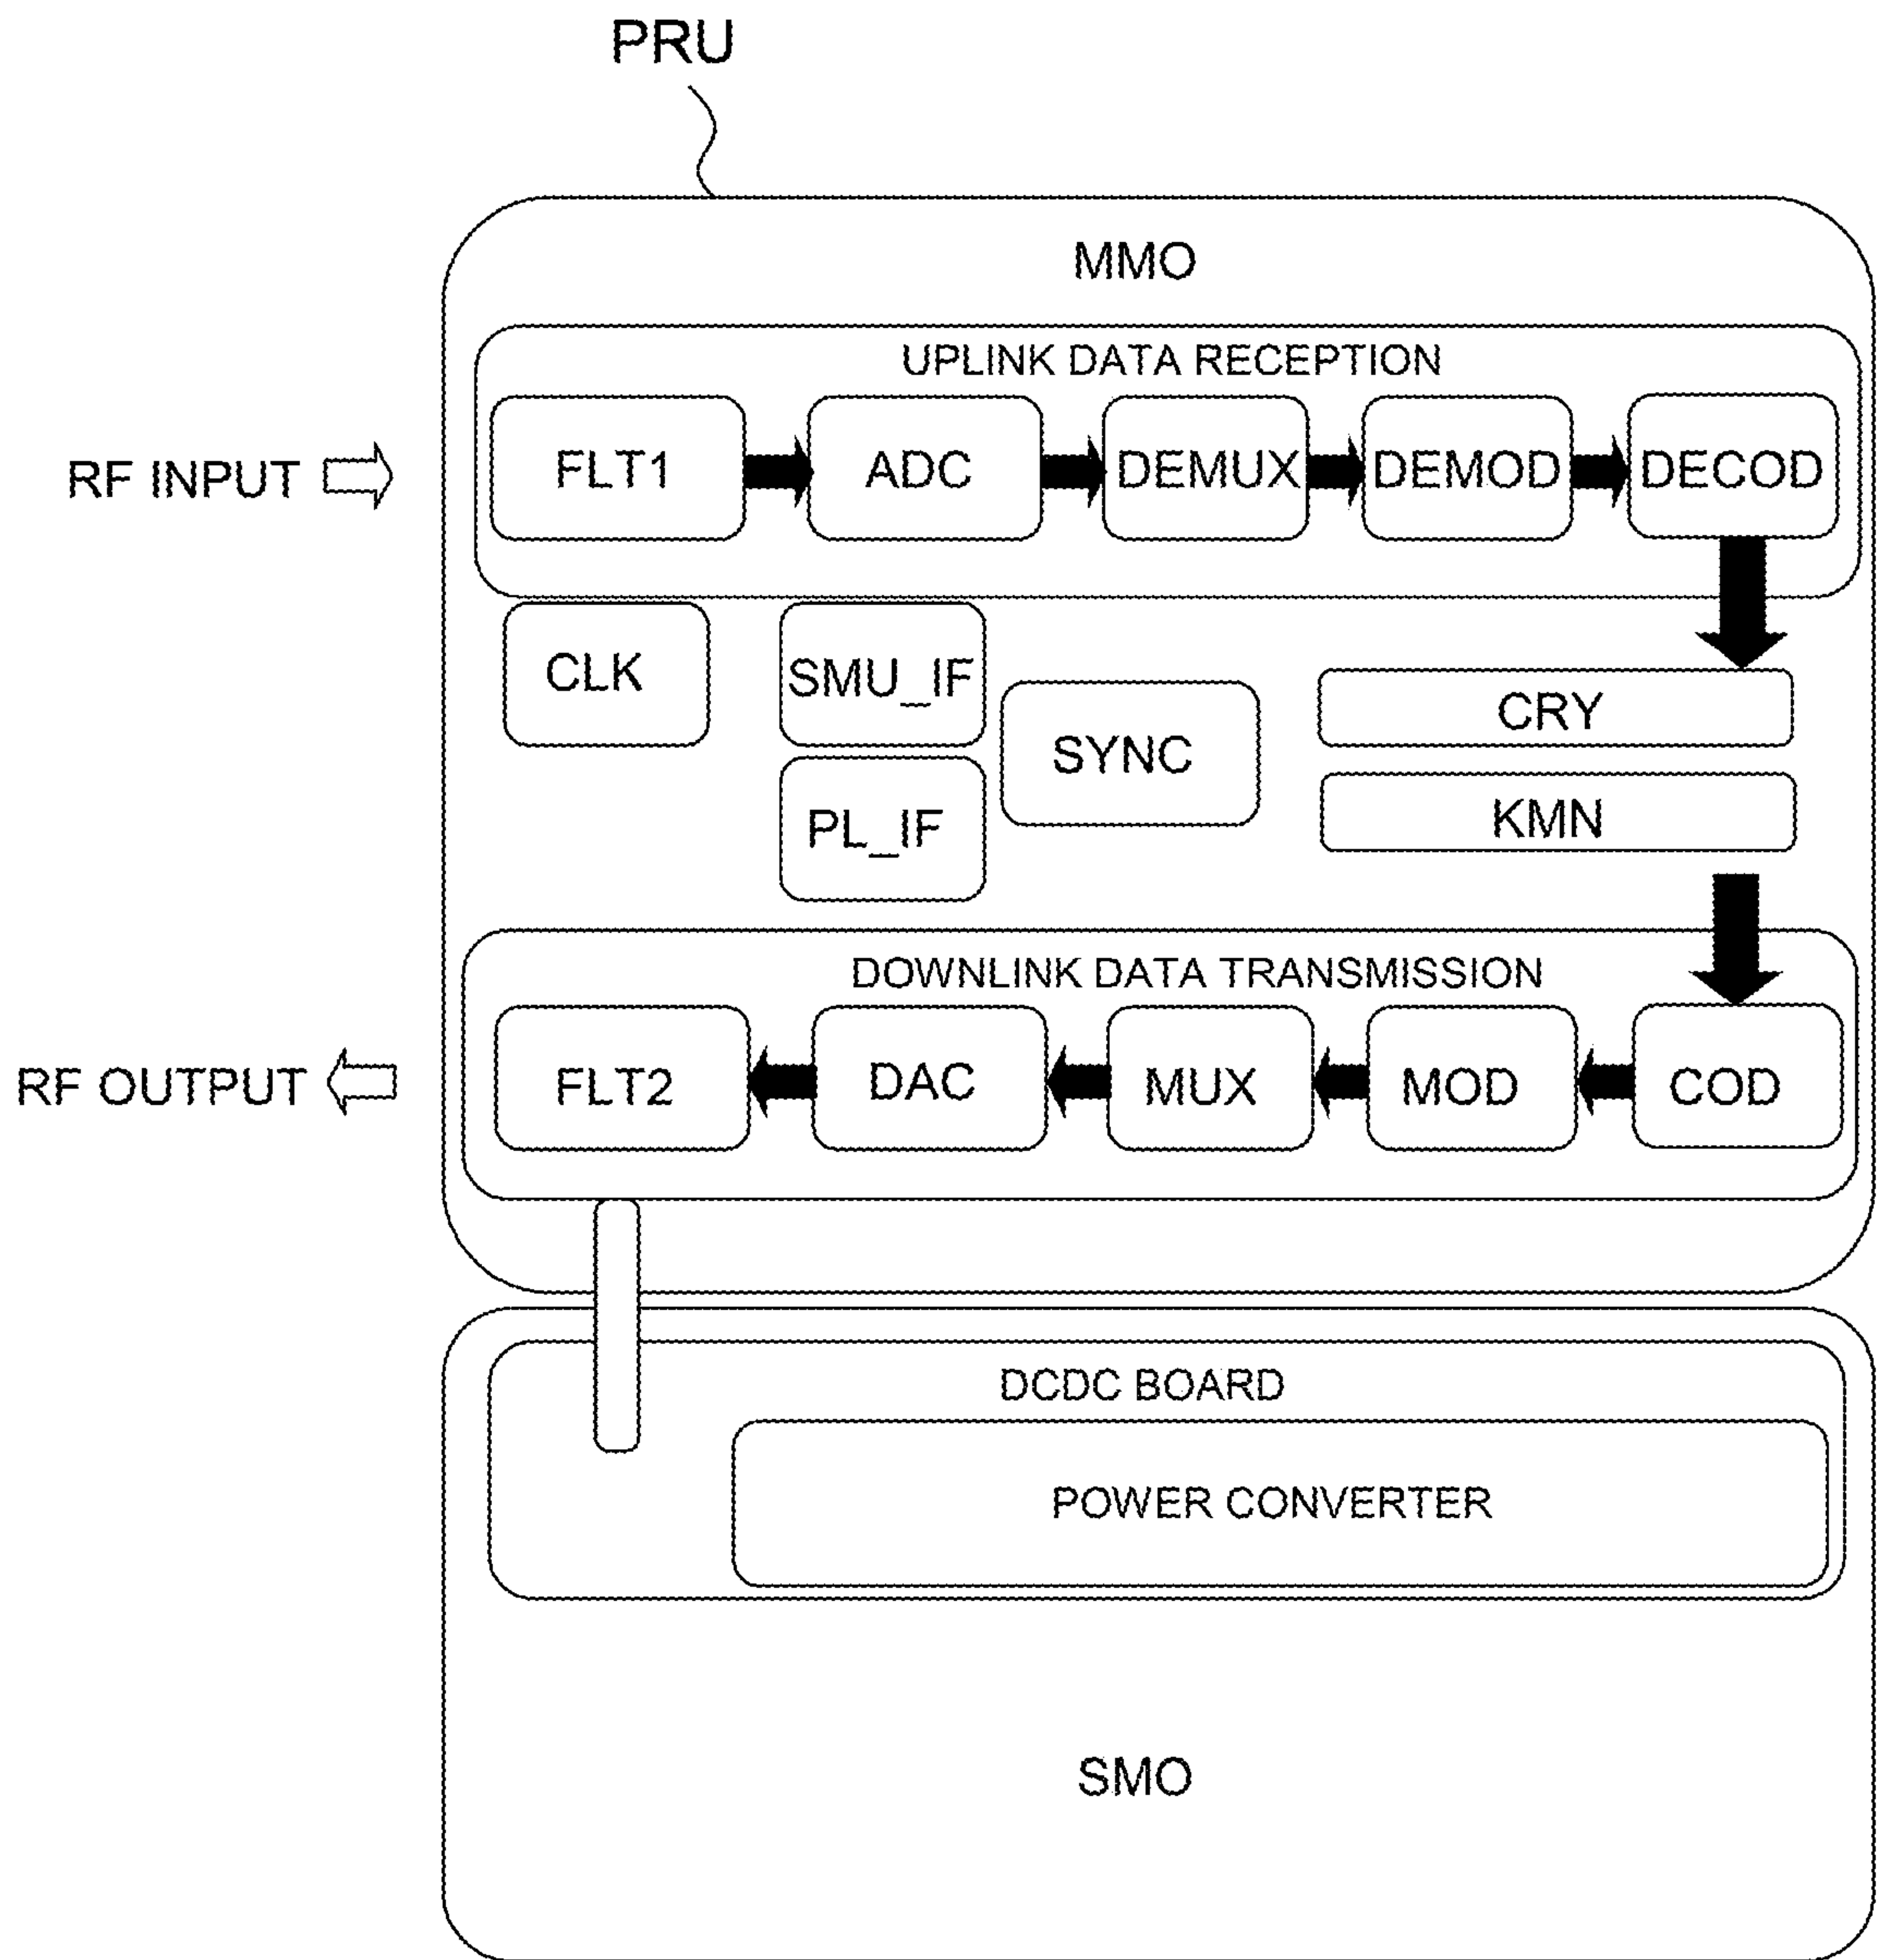 PRU
MMO
UPLINK DATA RECEPTION
RF INPUT
FLT1
ADC
DEMUX
DEMOD
DECOD
CLK
SMU_IF
SYNC
CRY
PL_IF
KMN
DOWNLINK DATA TRANSMISSION
RF OUTPUT
FLT2
DAC
MUX
MOD
COD
DCDC BOARD
POWER CONVERTER
SMO